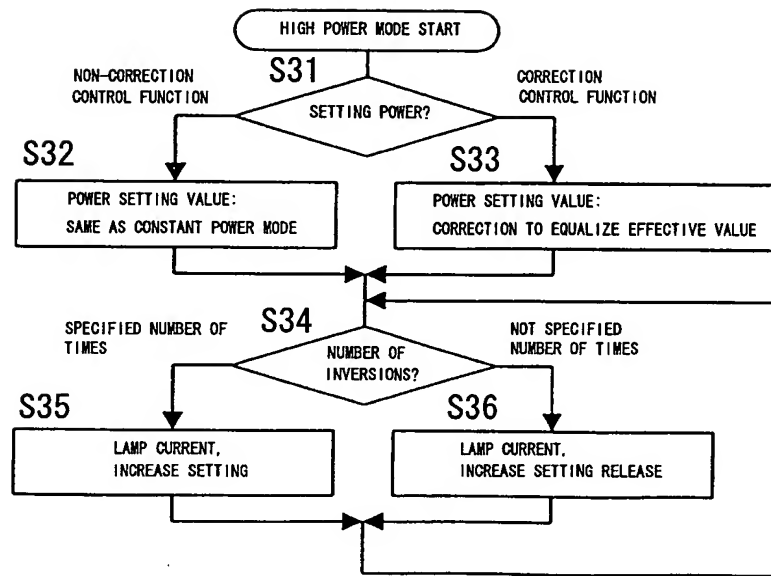 HIGH POWER MODE START
S31
NON-CORRECTION
CONTROL FUNCTION
CORRECTION
CONTROL FUNCTION
SETTING POWER?
S32
S33
POWER SETTING VALUE:
SAME AS CONSTANT POWER MODE
POWER SETTING VALUE:
CORRECTION TO EQUALIZE EFFECTIVE VALUE
SPECIFIED NUMBER OF
TIMES
S34
NOT SPECIFIED
NUMBER OF TIMES
NUMBER OF
INVERSIONS?
S35
S36
LAMP CURRENT,
INCREASE SETTING
LAMP CURRENT,
INCREASE SETTING RELEASE